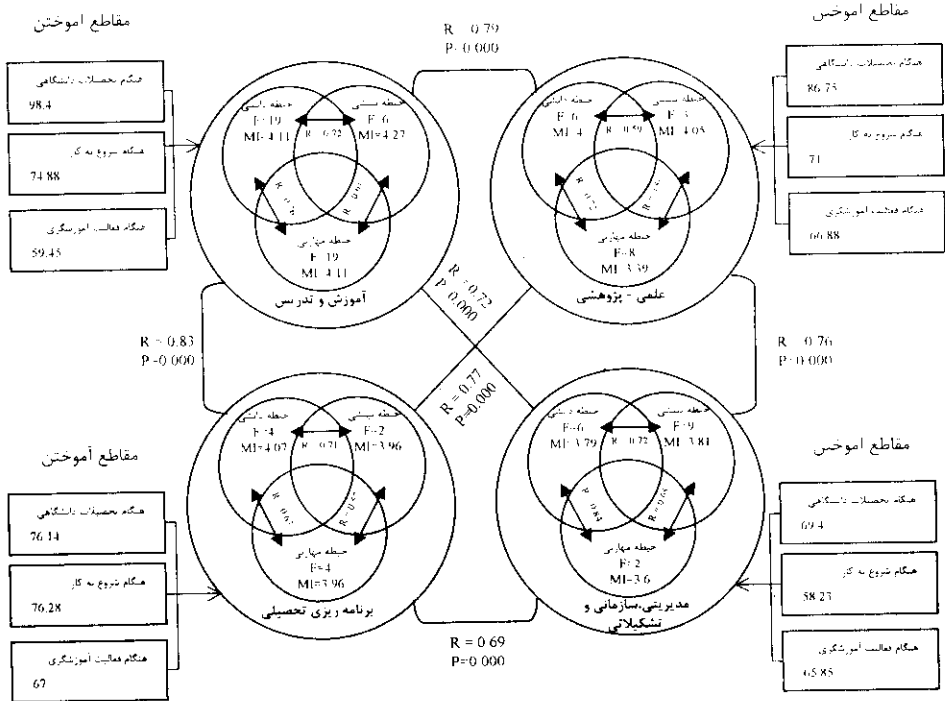 مقاطع آموختن
هنگام تحصیلات دانشگاهی
98.4
هنگام شروع به کار
74.88
هنگام فعالیت آموزشگری
59.45
R = 0.79
P=0.000
مقاطع آموختن
هنگام تحصیلات دانشگاهی
86.75
هنگام شروع به کار
71
هنگام فعالیت آموزشگری
66.88
حیطه دانشی
F=19
MI=4.11
حیطه بینشی
F=6
MI=4.27
R=0.72
حیطه مهارتی
F=19
MI=4.11
آموزش و تدریس
حیطه دانشی
F=6
MI=4
حیطه بینشی
MI=4.05
R=0.59
حیطه مهارتی
F=8
MI=3.39
علمی - پژوهشی
R = 0.83
P=0.000
R = 0.72
P=0.000
R = 0.77
P=0.000
R = 0.76
P=0.000
مقاطع آموختن
هنگام تحصیلات دانشگاهی
76.14
هنگام شروع به کار
76.28
هنگام فعالیت آموزشگری
67
حیطه دانشی
F=4
MI=4.07
حیطه بینشی
F=2
MI=3.96
R=0.71
حیطه مهارتی
F=4
MI=3.96
برنامه ریزی تحصیلی
حیطه دانشی
F=6
MI=3.79
حیطه بینشی
F=9
MI=3.81
R=0.72
R=0.84
حیطه مهارتی
F=2
MI=3.6
مدیریتی،سازمانی و
تشکیلاتی
مقاطع آموختن
هنگام تحصیلات دانشگاهی
69.4
هنگام شروع به کار
58.23
هنگام فعالیت آموزشگری
65.85
R = 0.69
P=0.000